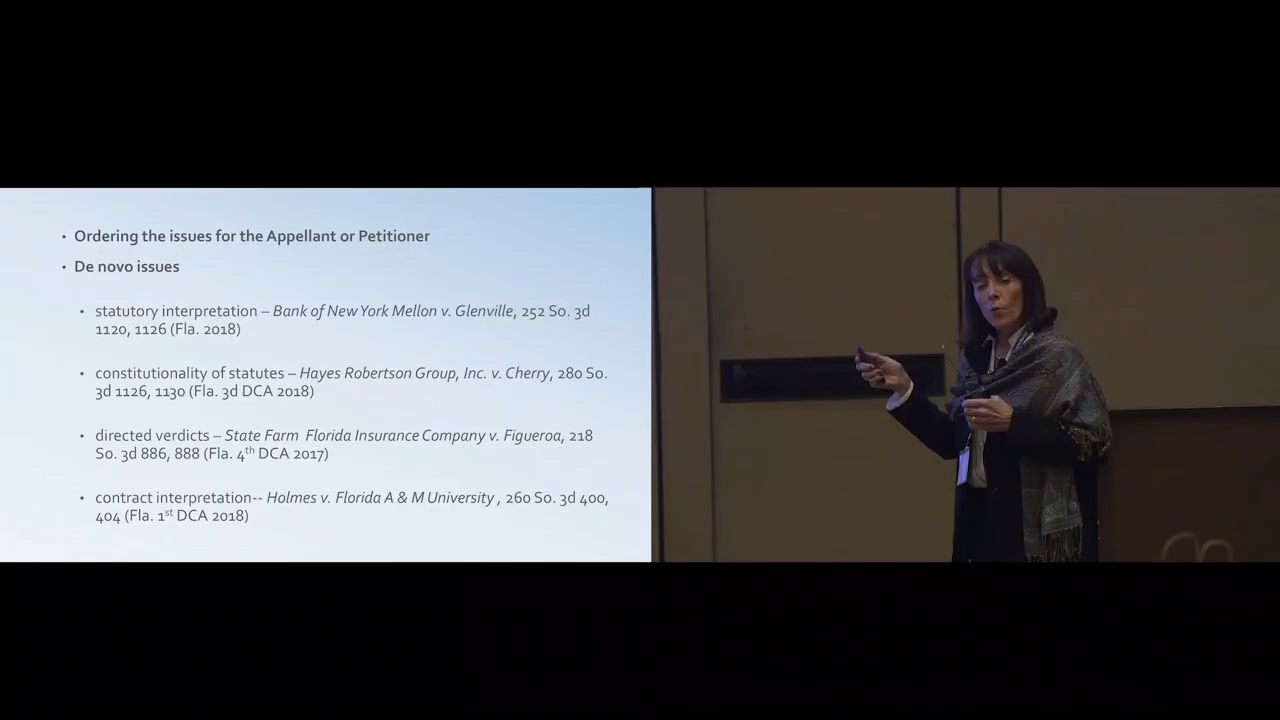 • Ordering the issues for the Appellant or Petitioner
• De novo issues
• statutory interpretation – Bank of New York Mellon v. Glenville, 252 So. 3d
1120, 1126 (Fla. 2018)
• constitutionality of statutes – Hayes Robertson Group, Inc. v. Cherry, 280 So.
3d 1126, 1130 (Fla. 3d DCA 2018)
• directed verdicts – State Farm Florida Insurance Company v. Figueroa, 218
So. 3d 886, 888 (Fla. 4th DCA 2017)
• contract interpretation-- Holmes v. Florida A & M University , 260 So. 3d 400,
404 (Fla. 1st DCA 2018)